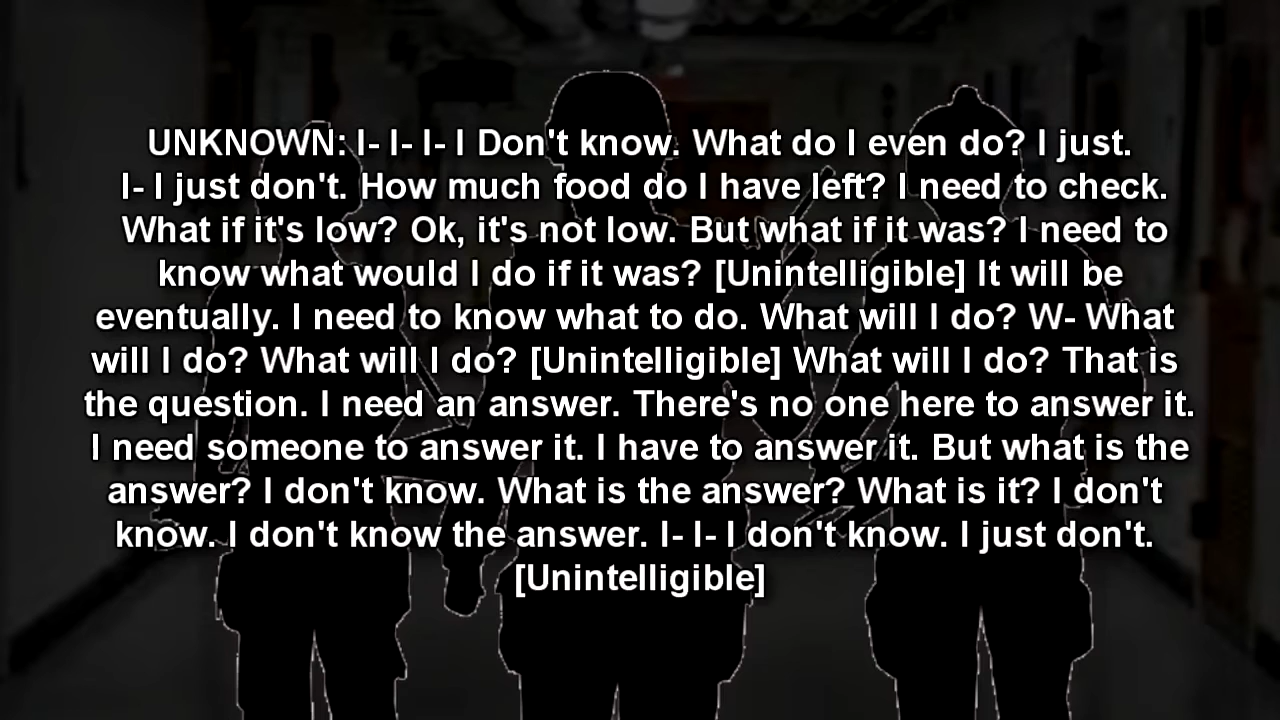 UNKNOWN: I- I- I- I Don't know. What do I even do? I just.
I- I just don't. How much food do I have left? I need to check.
What if it's low? Ok, it's not low. But what if it was? I need to
know what would I do if it was? [Unintelligible] It will be
eventually. I need to know what to do. What will I do? W- What
will I do? What will I do? [Unintelligible] What will I do? That is
the question. I need an answer. There's no one here to answer it.
I need someone to answer it. I have to answer it. But what is the
answer? I don't know. What is the answer? What is it? I don't
know. I don't know the answer. I- I- I don't know. I just don't.
[Unintelligible]